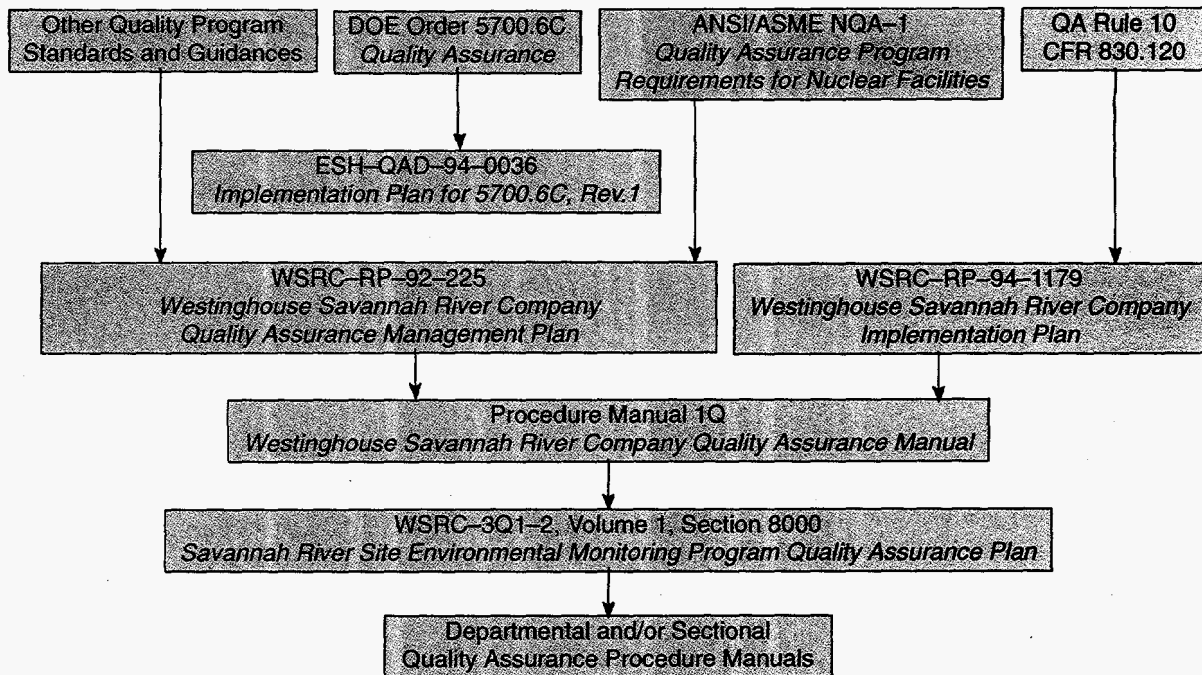 Other Quality Program
Standards and Guidances
DOE Order 5700.6C
Quality Assurance
ANSI/ASME NQA–1
Quality Assurance Program
Requirements for Nuclear Facilities
QA Rule 10
CFR 830.120
ESH–QAD–94–0036
Implementation Plan for 5700.6C, Rev.1
WSRC–RP–92–225
Westinghouse Savannah River Company
Quality Assurance Management Plan
WSRC–RP–94–1179
Westinghouse Savannah River Company
Implementation Plan
Procedure Manual 1Q
Westinghouse Savannah River Company Quality Assurance Manual
WSRC–3Q1–2, Volume 1, Section 8000
Savannah River Site Environmental Monitoring Program Quality Assurance Plan
Departmental and/or Sectional
Quality Assurance Procedure Manuals